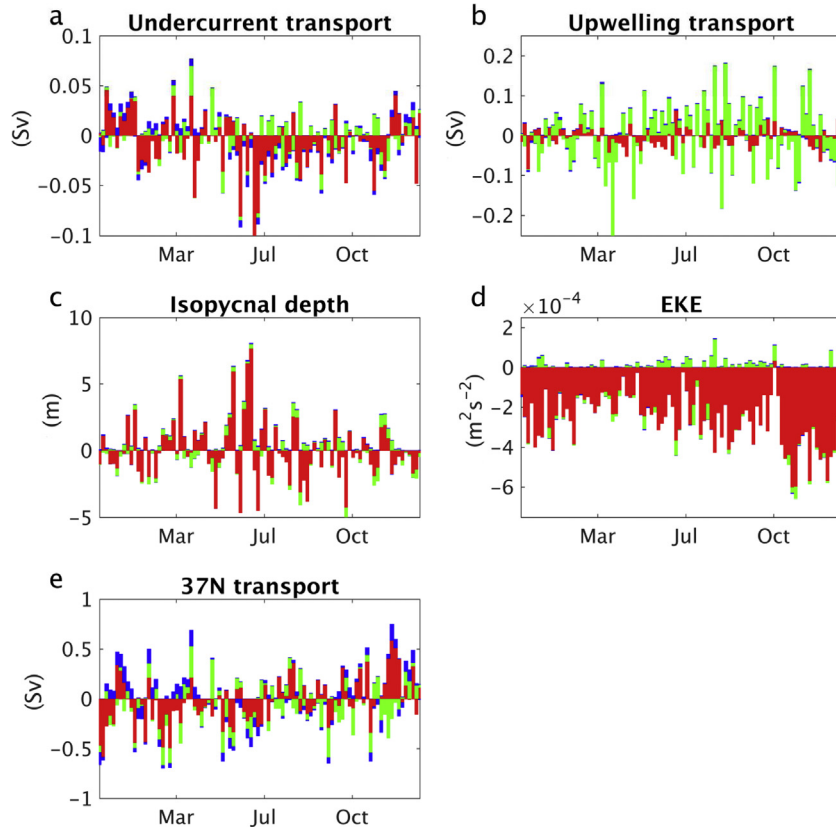 a Undercurrent transport
0.1
0.05
0
−0.05
−0.1
(Sv)
Mar Jul Oct
b Upwelling transport
0.2
0.1
0
−0.1
−0.2
(Sv)
Mar Jul Oct
c Isopycnal depth
10
5
0
−5
(m)
Mar Jul Oct
d EKE
×10⁻⁴
2
0
−2
−4
−6
(m² s⁻²)
Mar Jul Oct
e 37N transport
1
0.5
0
−0.5
−1
(Sv)
Mar Jul Oct